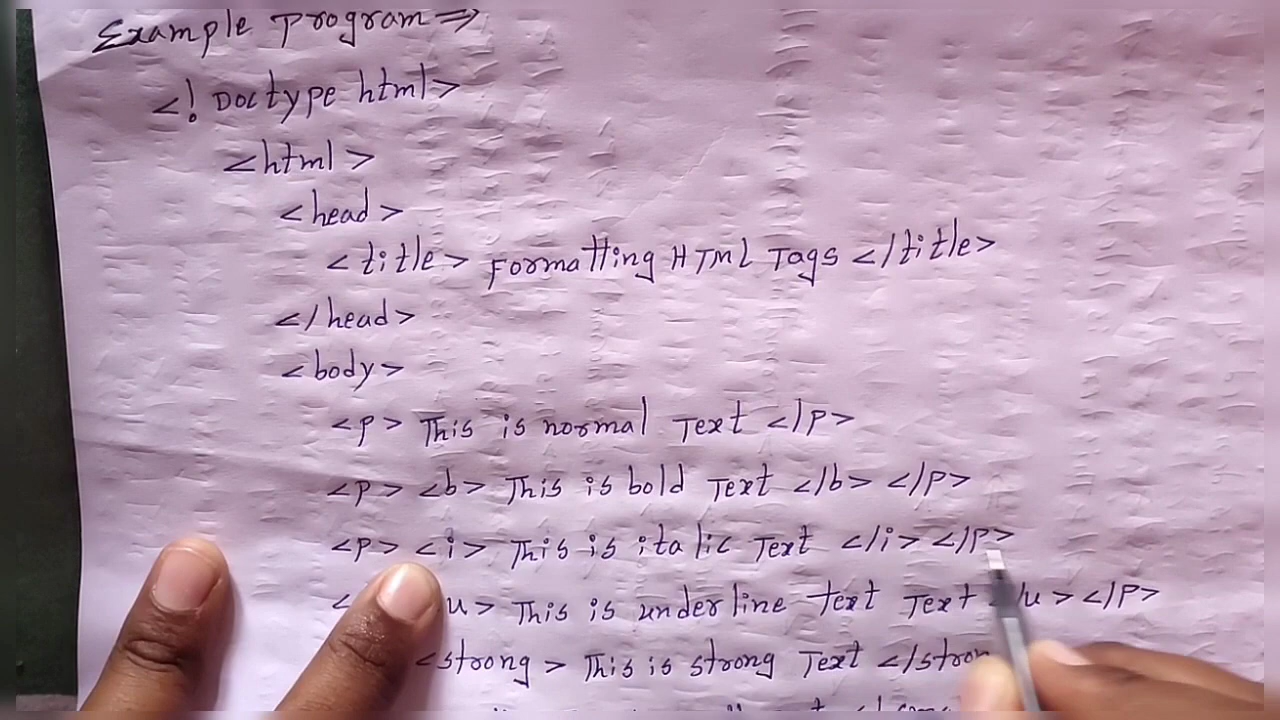 Example Program ⇒
<! Doctype html>
<html>
<head>
<title> Formatting HTML Tags </title>
</head>
<body>
<p> This is normal Text </p>
<p> <b> This is bold Text </b> </p>
<p> <i> This is italic Text </i> </p>
< u> This is underline text Text /u > </p>
<strong > This is strong Text </stron